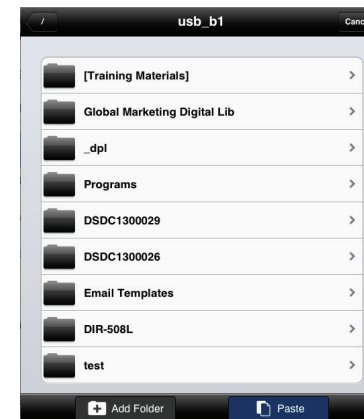 / usb_b1 Canc
[Training Materials]
Global Marketing Digital Lib
_dpl
Programs
DSDC1300029
DSDC1300026
Email Templates
DIR-508L
test
Add Folder Paste